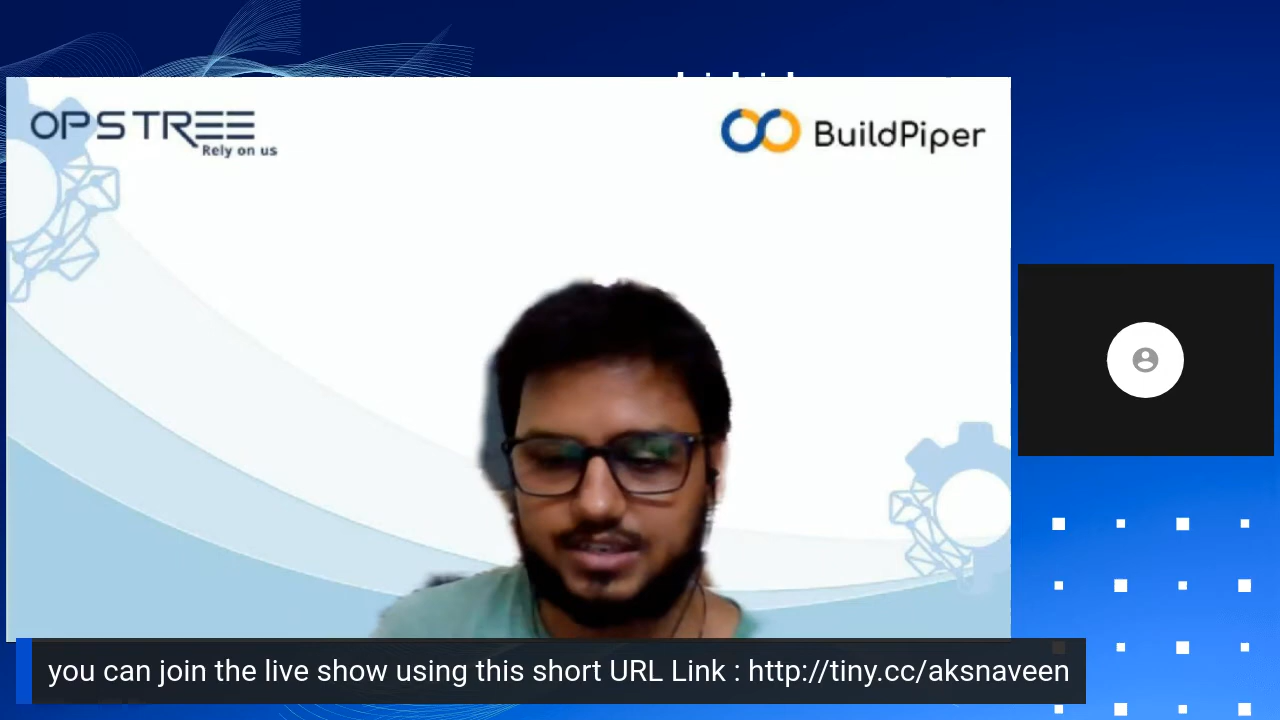 OPSTREE
Rely on us
BuildPiper
you can join the live show using this short URL Link : http://tiny.cc/aksnaveen